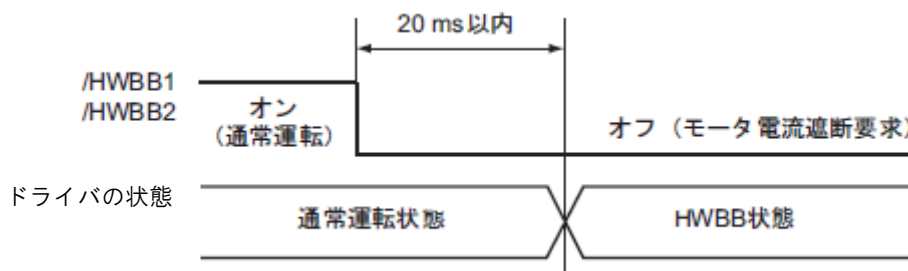 20 ms以内
/HWBB1
/HWBB2
オン
（通常運転）
オフ（モータ電流遮断要求）
ドライバの状態
通常運転状態
HWBB状態